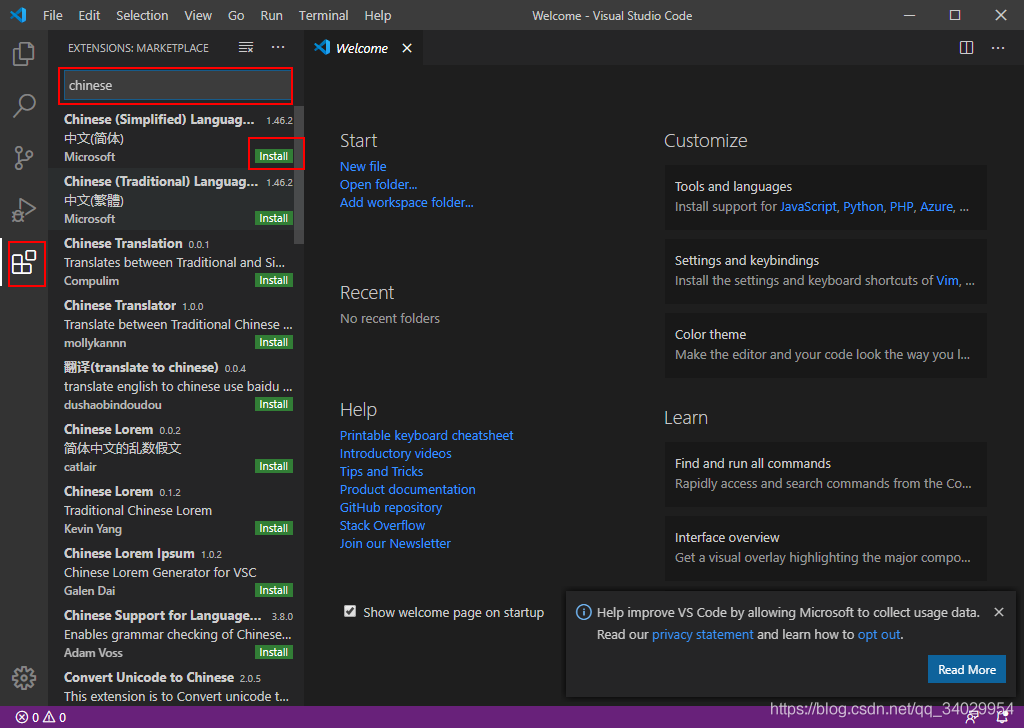 File Edit Selection View Go Run Terminal Help Welcome - Visual Studio Code
EXTENSIONS: MARKETPLACE
chinese
Chinese (Simplified) Languag... 1.46.2
中文(简体)
Microsoft Install
Chinese (Traditional) Languag... 1.46.2
中文(繁體)
Microsoft Install
Chinese Translation 0.0.1
Translates between Traditional and Si...
Compulim Install
Chinese Translator 1.0.0
Translate between Traditional Chinese ...
mollykannn Install
翻译(translate to chinese) 0.0.4
translate english to chinese use baidu ...
dushaobindoudou Install
Chinese Lorem 0.0.2
简体中文的乱数假文
catlair Install
Chinese Lorem 0.1.2
Traditional Chinese Lorem
Kevin Yang Install
Chinese Lorem Ipsum 1.0.2
Chinese Lorem Generator for VSC
Galen Dai Install
Chinese Support for Language... 3.8.0
Enables grammar checking of Chinese...
Adam Voss Install
Convert Unicode to Chinese 2.0.5
This extension is to Convert unicode t...
Welcome
Start
New file
Open folder...
Add workspace folder...
Recent
No recent folders
Help
Printable keyboard cheatsheet
Introductory videos
Tips and Tricks
Product documentation
GitHub repository
Stack Overflow
Join our Newsletter
Show welcome page on startup
Customize
Tools and languages
Install support for JavaScript, Python, PHP, Azure, ...
Settings and keybindings
Install the settings and keyboard shortcuts of Vim, ...
Color theme
Make the editor and your code look the way you l...
Learn
Find and run all commands
Rapidly access and search commands from the Co...
Interface overview
Get a visual overlay highlighting the major compo...
Help improve VS Code by allowing Microsoft to collect usage data.
Read our privacy statement and learn how to opt out.
Read More
0 0
https://blog.csdn.net/qq_34029954